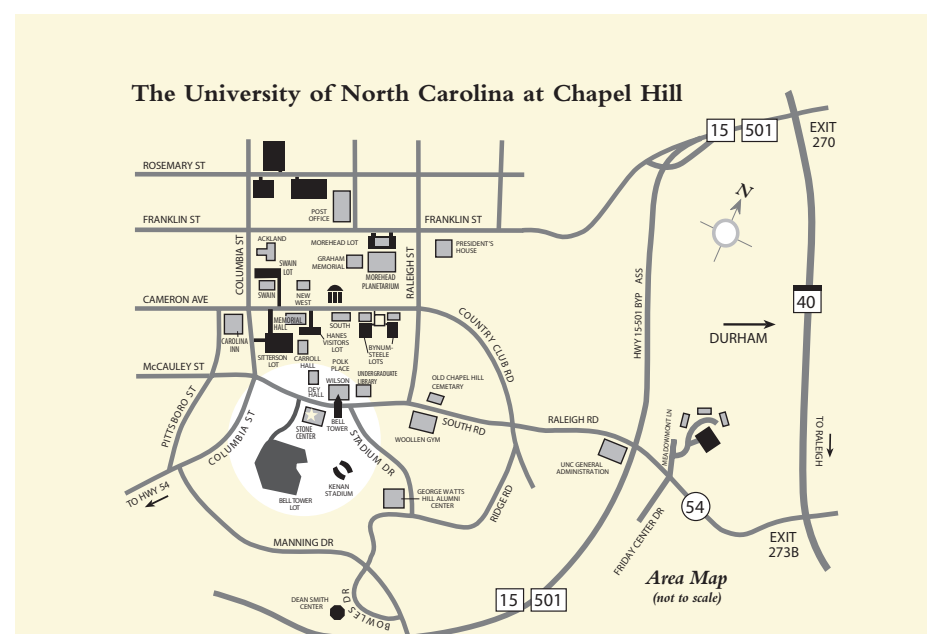 The University of North Carolina at Chapel Hill
15 501
EXIT
270
N
ROSEMARY ST
POST
OFFICE
FRANKLIN ST
FRANKLIN ST
COLUMBIA ST
ACKLAND
SWAIN
LOT
SWAIN
MOREHEAD LOT
GRAHAM
MEMORIAL
MOREHEAD
PLANETARIUM
RALEIGH ST
PRESIDENT'S
HOUSE
NEW
WEST
CAMERON AVE
CAROLINA
INN
MEMORIAL
HALL
SOUTH
HANES
VISITORS
LOT
BYNUM-
STEELE
LOTS
SITTERSON
LOT
CARROLL
HALL
POLK
PLACE
COUNTRY CLUB RD
HWY 15-501 BYP ASS
DURHAM
40
McCAULEY ST
DEY
HALL
WILSON
UNDERGRADUATE
LIBRARY
OLD CHAPEL HILL
CEMETARY
PITTSBORO ST
COLUMBIA ST
STONE
CENTER
BELL
TOWER
STADIUM DR
WOOLLEN GYM
SOUTH RD
RALEIGH RD
UNC GENERAL
ADMINISTRATION
MEADOWMONT LN
TO RALEIGH
TO HWY 54
BELL TOWER
LOT
KENAN
STADIUM
GEORGE WATTS
HILL ALUMNI
CENTER
RIDGE RD
54
FRIDAY CENTER DR
EXIT
273B
MANNING DR
DEAN SMITH
CENTER
BOWLES DR
15 501
Area Map
(not to scale)